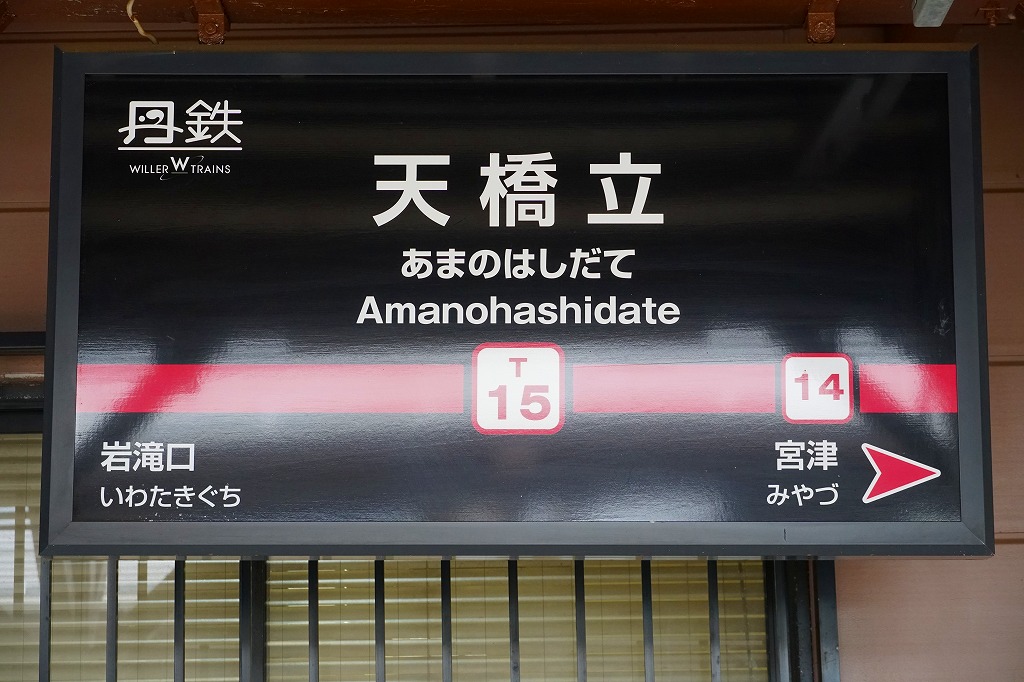 丹鉄
WILLER W TRAINS
天橋立
あまのはしだて
Amanohashidate
T
15
14
岩滝口
いわたきぐち
宮津
みやづ